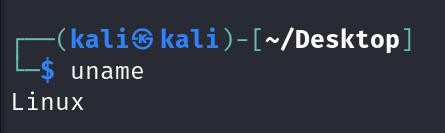 ┌──(kali㉿kali)-[~/Desktop]
└─$ uname
Linux